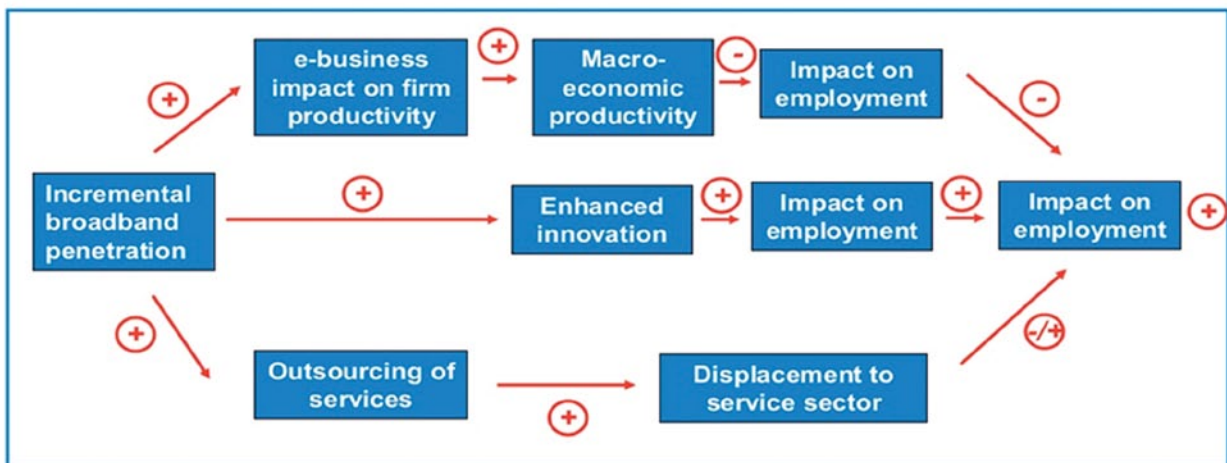 e-business
impact on firm
productivity
+
Macro-
economic
productivity
-
Impact on
employment
-
+
Incremental
broadband
penetration
+
Enhanced
innovation
+
Impact on
employment
+
Impact on
employment
+
+
Outsourcing of
services
+
Displacement to
service sector
-/+